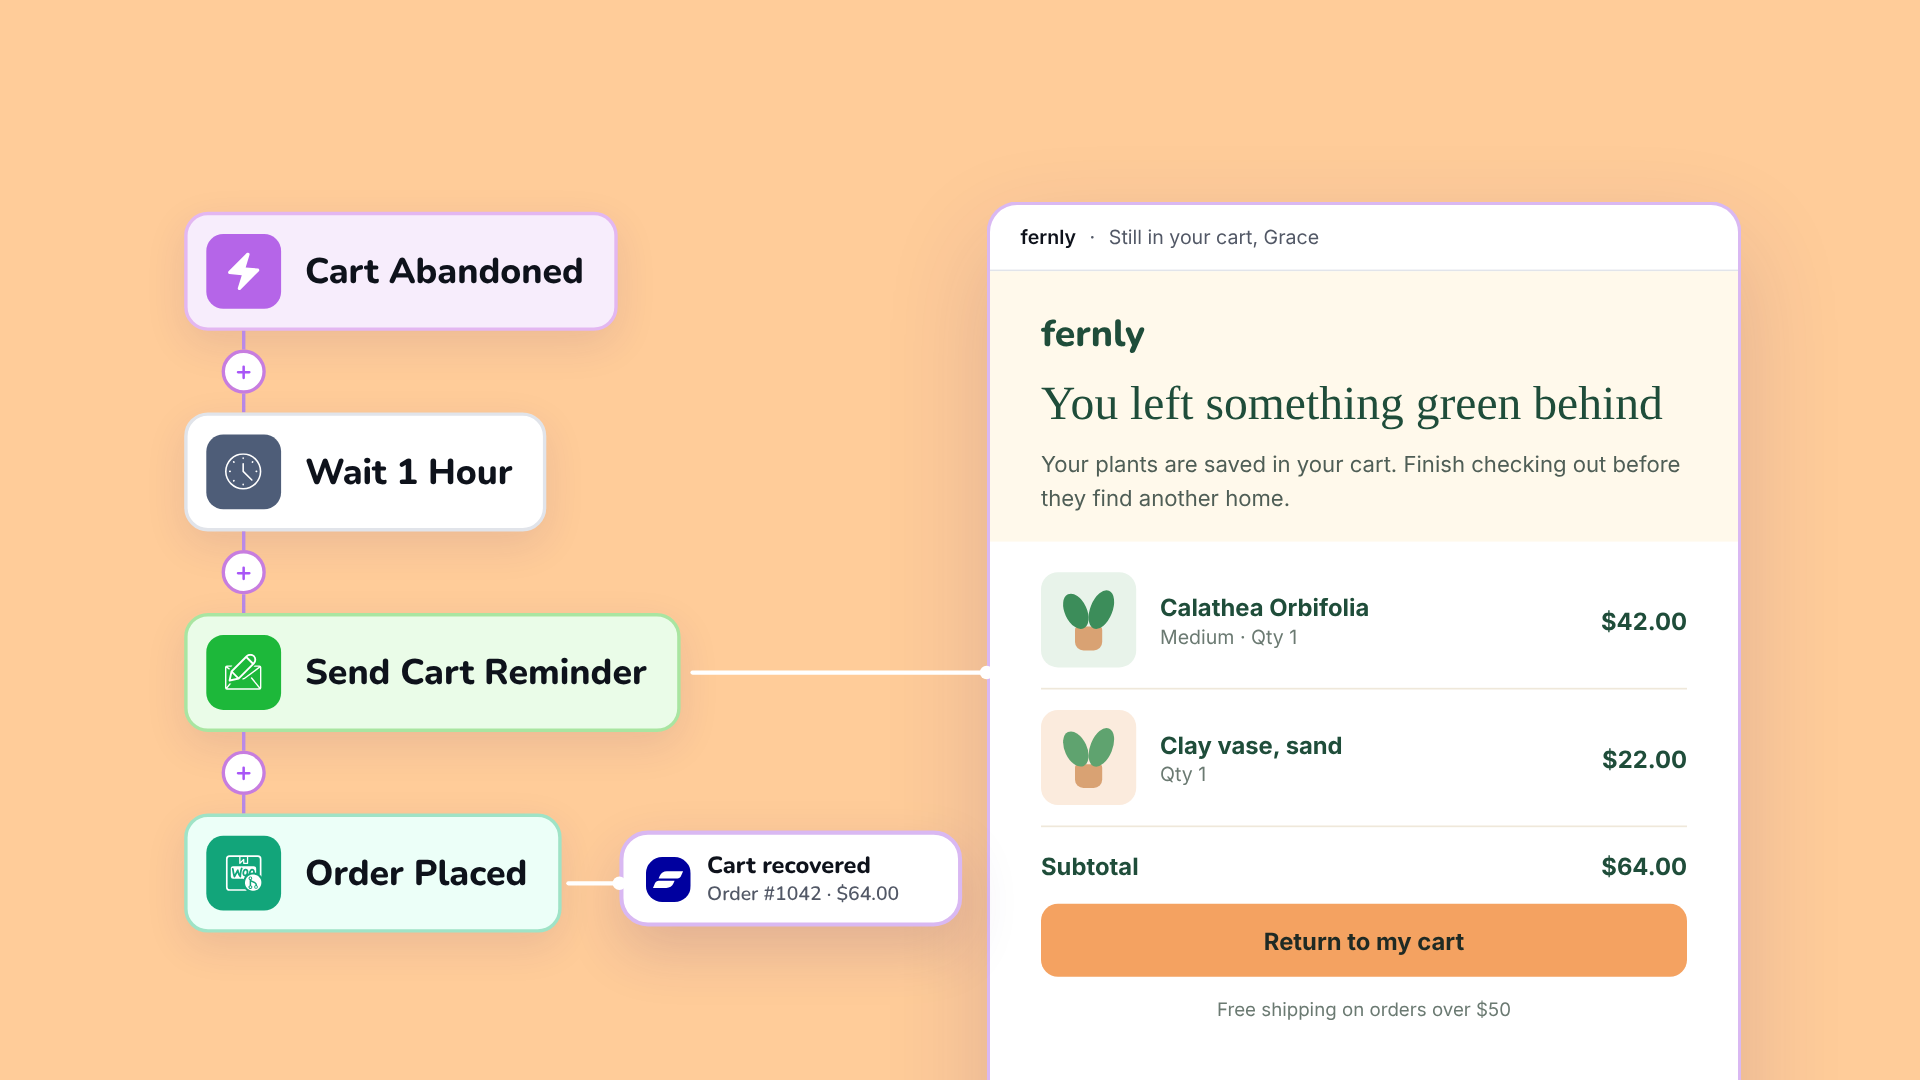 Cart Abandoned
Wait 1 Hour
Send Cart Reminder
Order Placed
Woo
Cart recovered
Order #1042 · $64.00
fernly · Still in your cart, Grace
fernly
You left something green behind
Your plants are saved in your cart. Finish checking out before
they find another home.
Calathea Orbifolia
Medium · Qty 1
$42.00
Clay vase, sand
Qty 1
$22.00
Subtotal
$64.00
Return to my cart
Free shipping on orders over $50